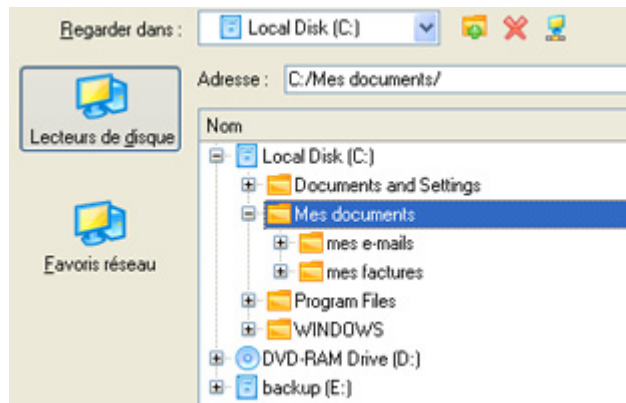 Regarder dans : Local Disk (C:)
Adresse : C:/Mes documents/
Lecteurs de disque
Favoris réseau
Nom
Local Disk (C:)
Documents and Settings
Mes documents
mes e-mails
mes factures
Program Files
WINDOWS
DVD-RAM Drive (D:)
backup (E:)